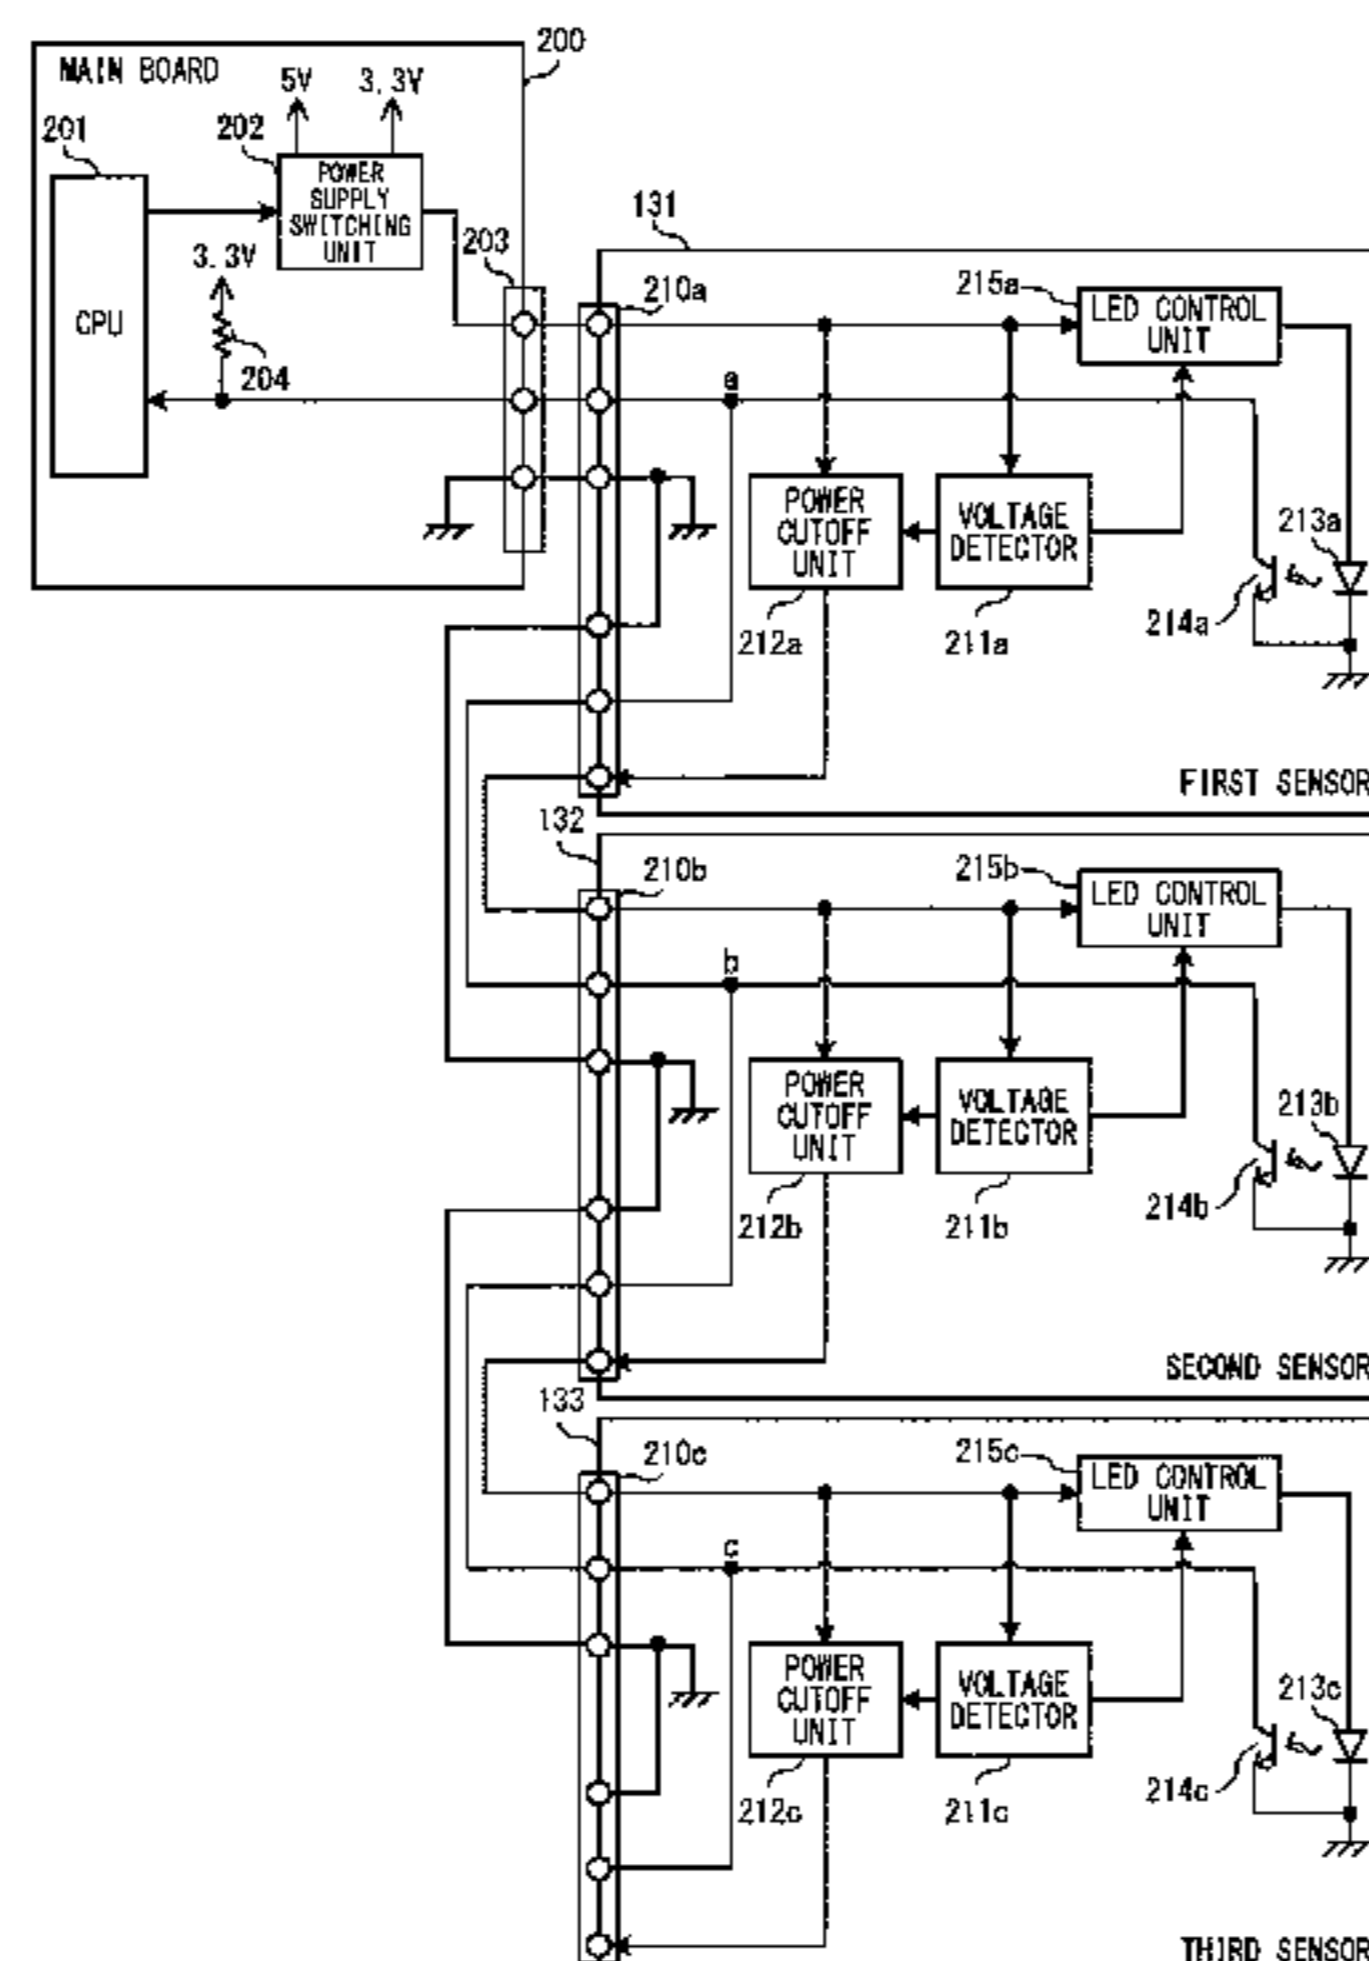 200
MAIN BOARD
5V
3.3V
201
202
POWER
SUPPLY
SWITCHING
UNIT
203
3.3V
CPU
204
131
210a
215a
LED CONTROL
UNIT
a
POWER
CUTOFF
UNIT
VOLTAGE
DETECTOR
213a
212a
211a
214a
FIRST SENSOR
132
210b
215b
LED CONTROL
UNIT
b
POWER
CUTOFF
UNIT
VOLTAGE
DETECTOR
213b
212b
211b
214b
SECOND SENSOR
133
210c
215c
LED CONTROL
UNIT
c
POWER
CUTOFF
UNIT
VOLTAGE
DETECTOR
213c
212c
211c
214c
THIRD SENSOR